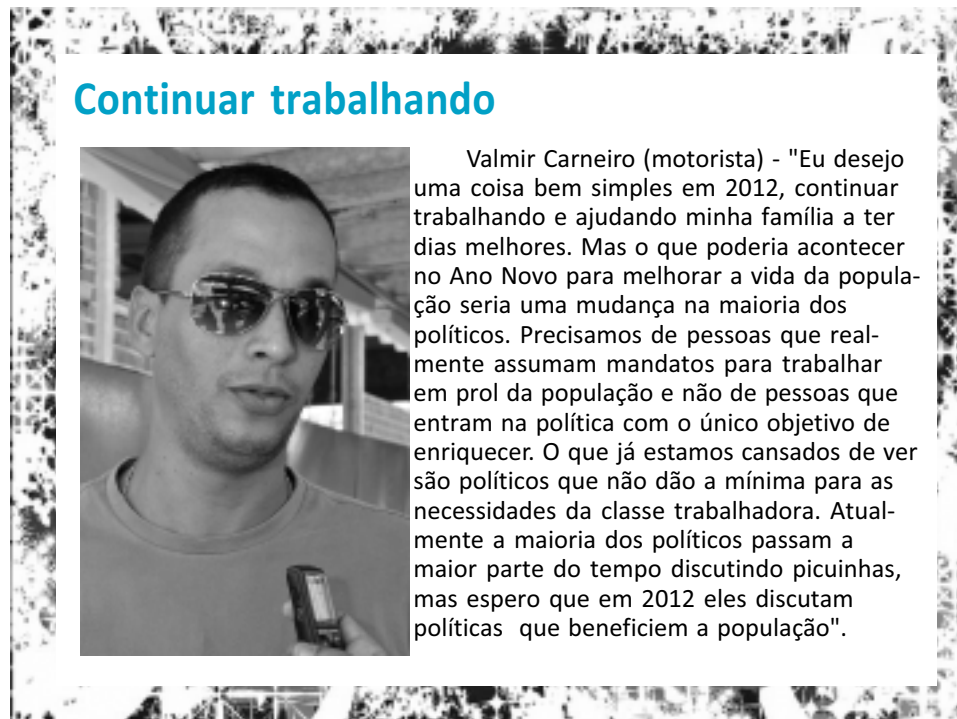 Continuar trabalhando
Valmir Carneiro (motorista) - "Eu desejo
uma coisa bem simples em 2012, continuar
trabalhando e ajudando minha família a ter
dias melhores. Mas o que poderia acontecer
no Ano Novo para melhorar a vida da popula-
ção seria uma mudança na maioria dos
políticos. Precisamos de pessoas que real-
mente assumam mandatos para trabalhar
em prol da população e não de pessoas que
entram na política com o único objetivo de
enriquecer. O que já estamos cansados de ver
são políticos que não dão a mínima para as
necessidades da classe trabalhadora. Atual-
mente a maioria dos políticos passam a
maior parte do tempo discutindo picuinhas,
mas espero que em 2012 eles discutam
políticas  que beneficiem a população".